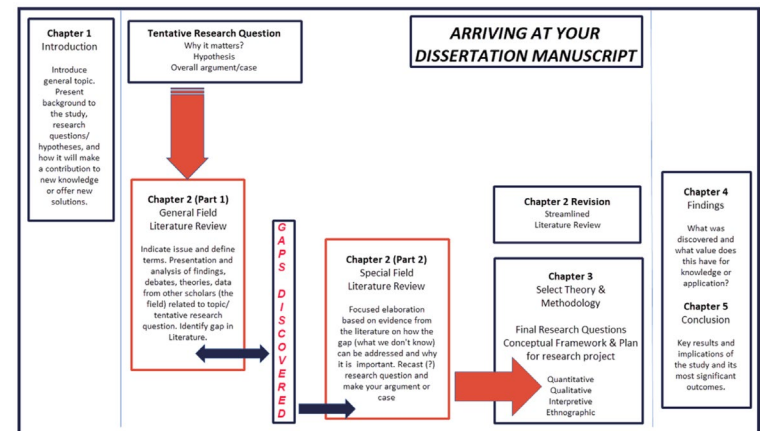 Chapter 1
Introduction
Introduce
general topic.
Present
background to
the study,
research
questions/
hypotheses, and
how it will make
a contribution to
new knowledge
or offer new
solutions.
Tentative Research Question
Why it matters?
Hypothesis
Overall argument/case
ARRIVING AT YOUR
DISSERTATION MANUSCRIPT
Chapter 2 (Part 1)
General Field
Literature Review
Indicate issue and define
terms. Presentation and
analysis of findings,
debates, theories, data
from other scholars (the
field) related to topic/
tentative research
question. Identify gap in
Literature.
GAPS DISCOVERED
Chapter 2 (Part 2)
Special Field
Literature Review
Focused elaboration
based on evidence from
the literature on how the
gap (what we don't know)
can be addressed and why
it is important. Recast (?)
research question and
make your argument or
case
Chapter 2 Revision
Streamlined
Literature Review
Chapter 3
Select Theory &
Methodology
Final Research Questions
Conceptual Framework & Plan
for research project
Quantitative
Qualitative
Interpretive
Ethnographic
Chapter 4
Findings
What was
discovered and
what value does
this have for
knowledge or
application?
Chapter 5
Conclusion
Key results and
implications of
the study and its
most significant
outcomes.